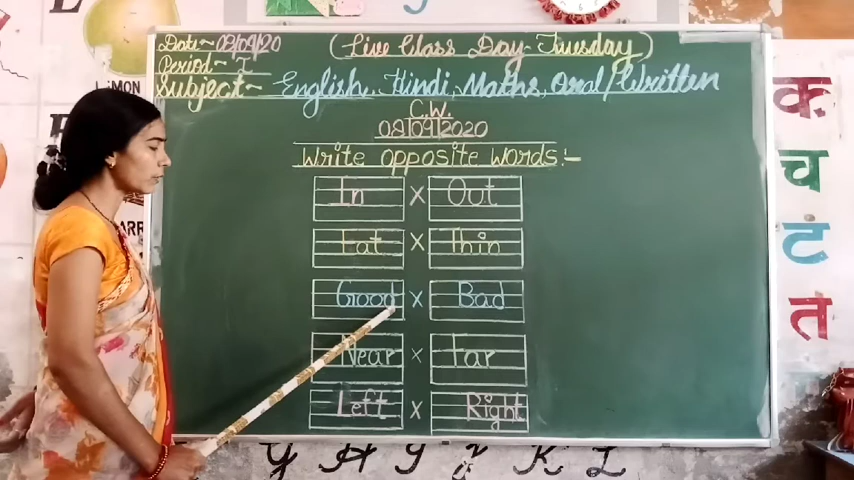 Date~ 08/09/20 (Live Class Day-Tuesday)
Period-~ I
Subject-~ English, Hindi, Maths, Oral/Written
C.W.
08/09/2020
Write opposite words:-
In X Out
Fat X Thin
Good X Bad
Near X Far
Left X Right
LEMON
क
च
ट
त